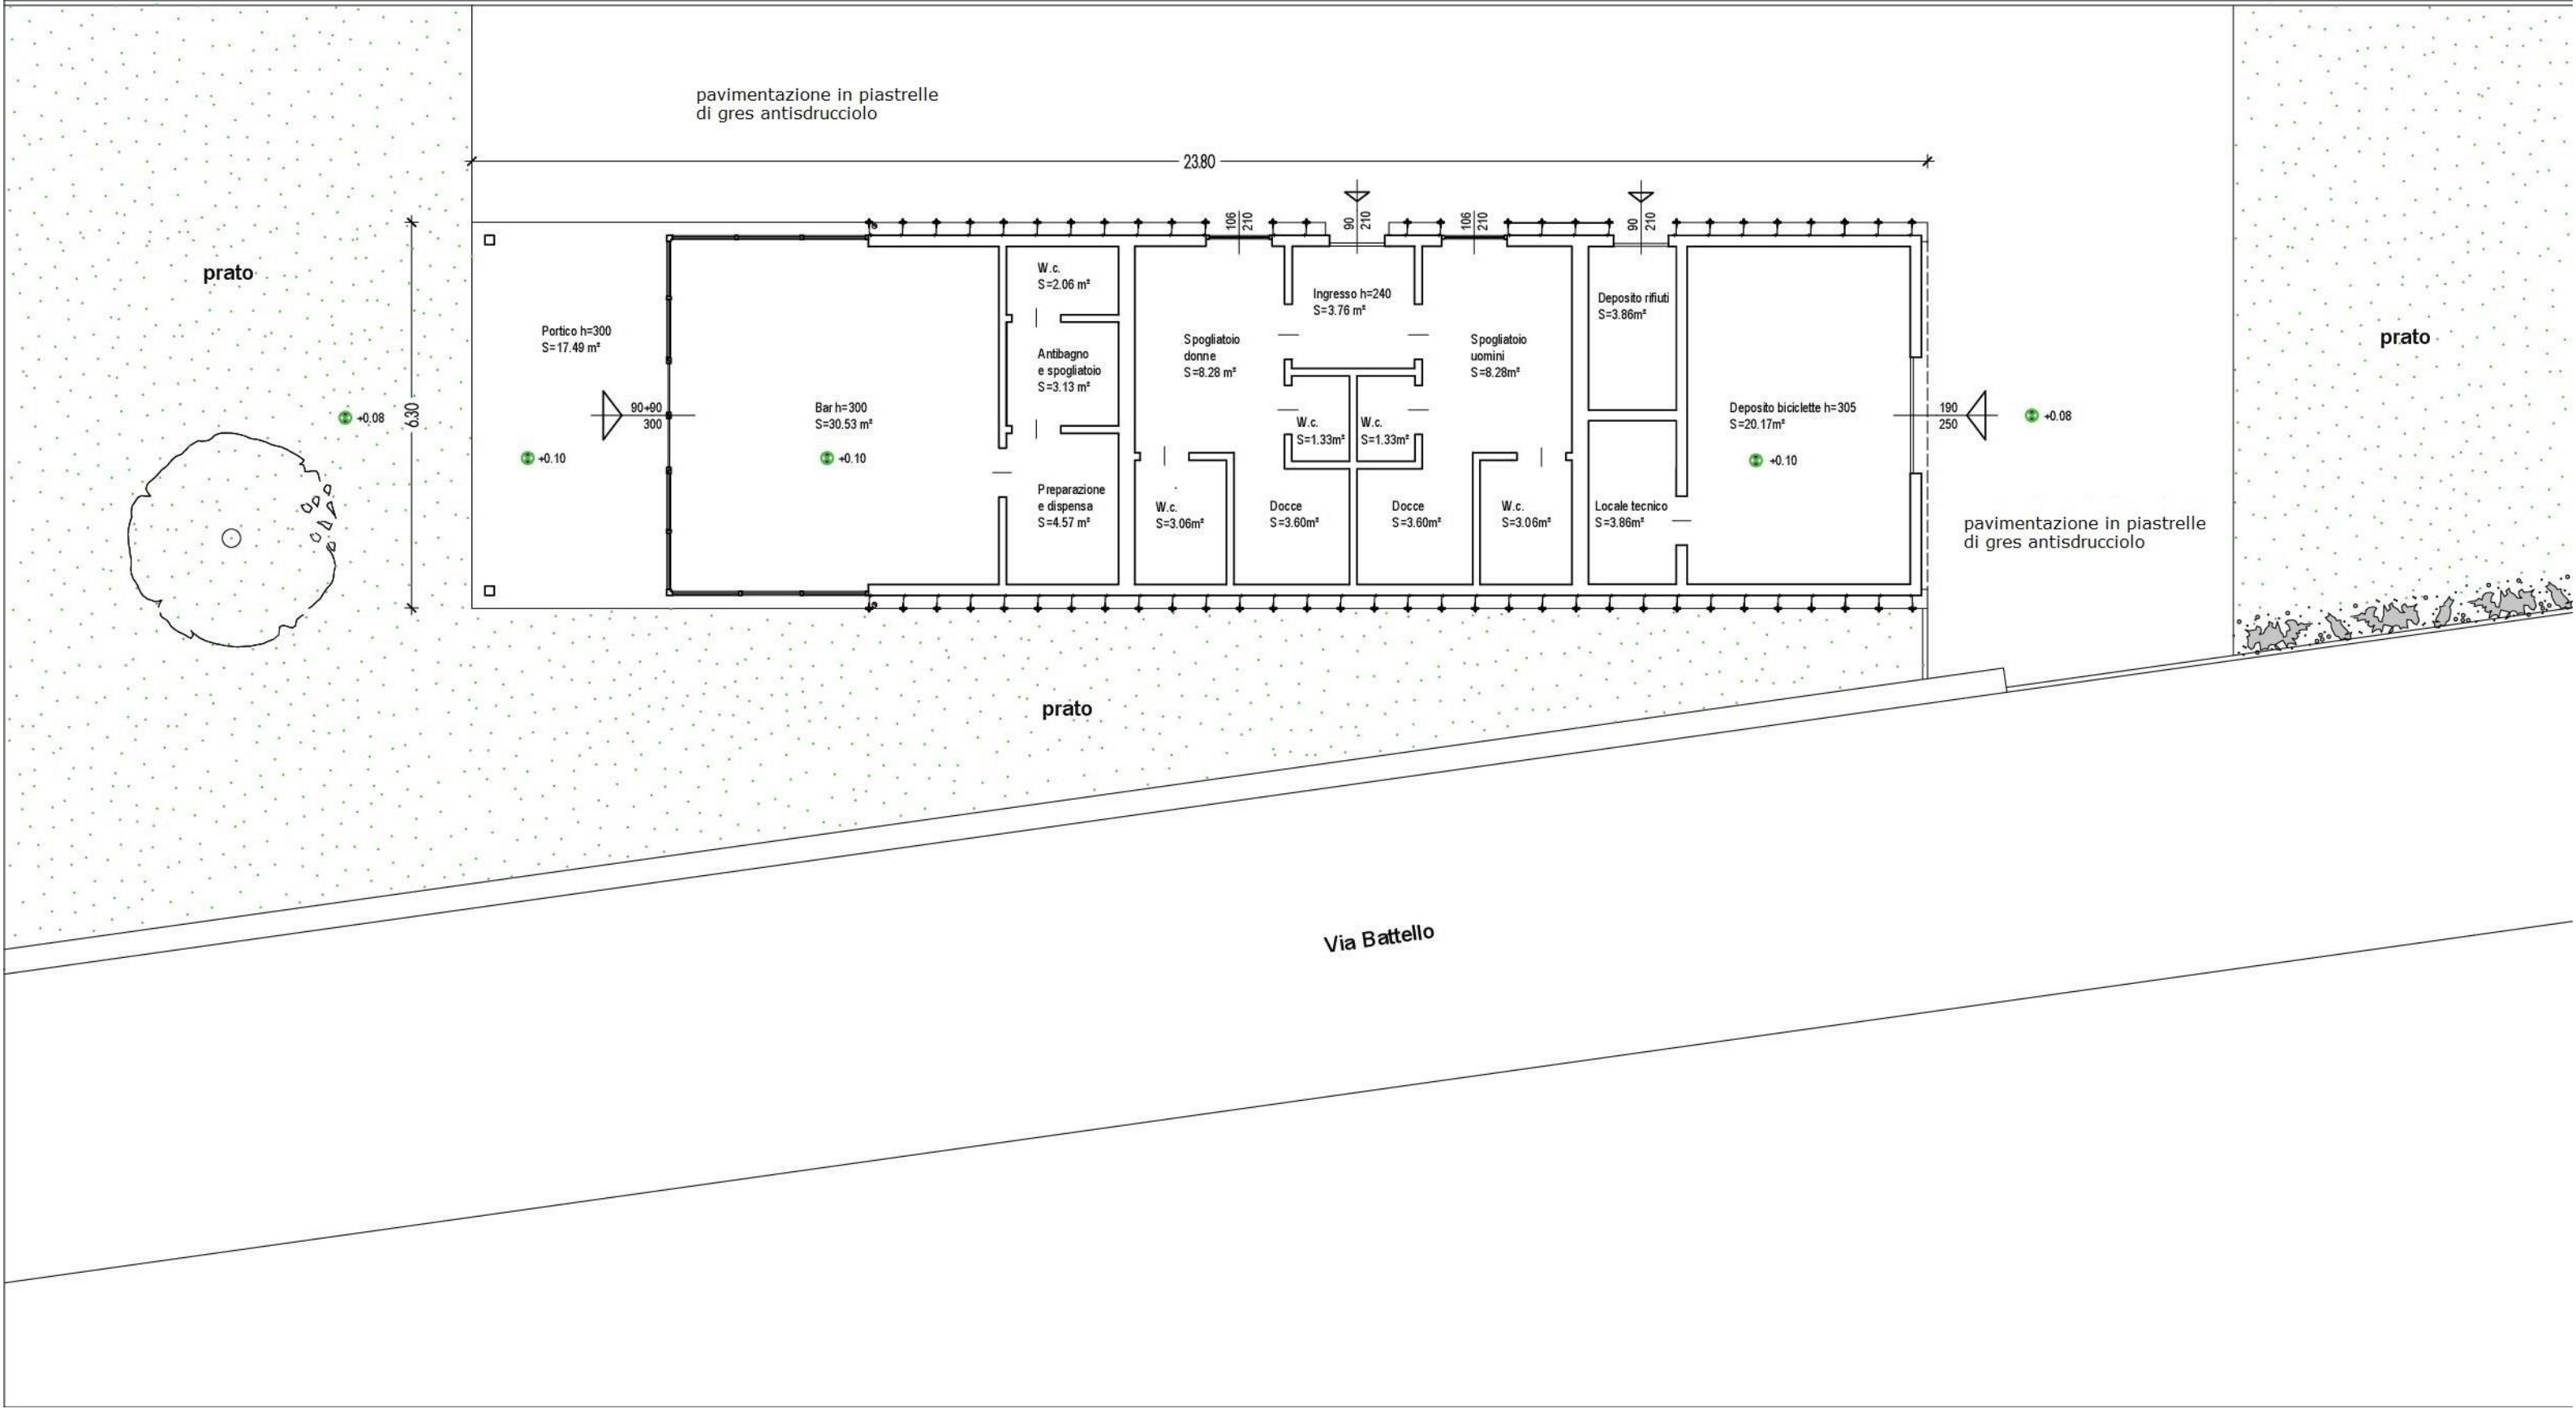 pavimentazione in piastrelle
di gres antisdrucciolo
23.80
106
210
90
210
106
210
90
210
prato
6.30
+0.08
Portico h=300
S=17.49 m²
90+90
300
+0.10
Bar h=300
S=30.53 m²
+0.10
W.c.
S=2.06 m²
Antibagno
e spogliatoio
S=3.13 m²
Preparazione
e dispensa
S=4.57 m²
Spogliatoio
donne
S=8.28 m²
W.c.
S=3.06m²
Docce
S=3.60m²
Ingresso h=240
S=3.76 m²
W.c.
S=1.33m²
W.c.
S=1.33m²
Spogliatoio
uomini
S=8.28m²
Docce
S=3.60m²
W.c.
S=3.06m²
Deposito rifiuti
S=3.86m²
Locale tecnico
S=3.86m²
Deposito biciclette h=305
S=20.17m²
+0.10
190
250
+0.08
pavimentazione in piastrelle
di gres antisdrucciolo
prato
prato
Via Battello